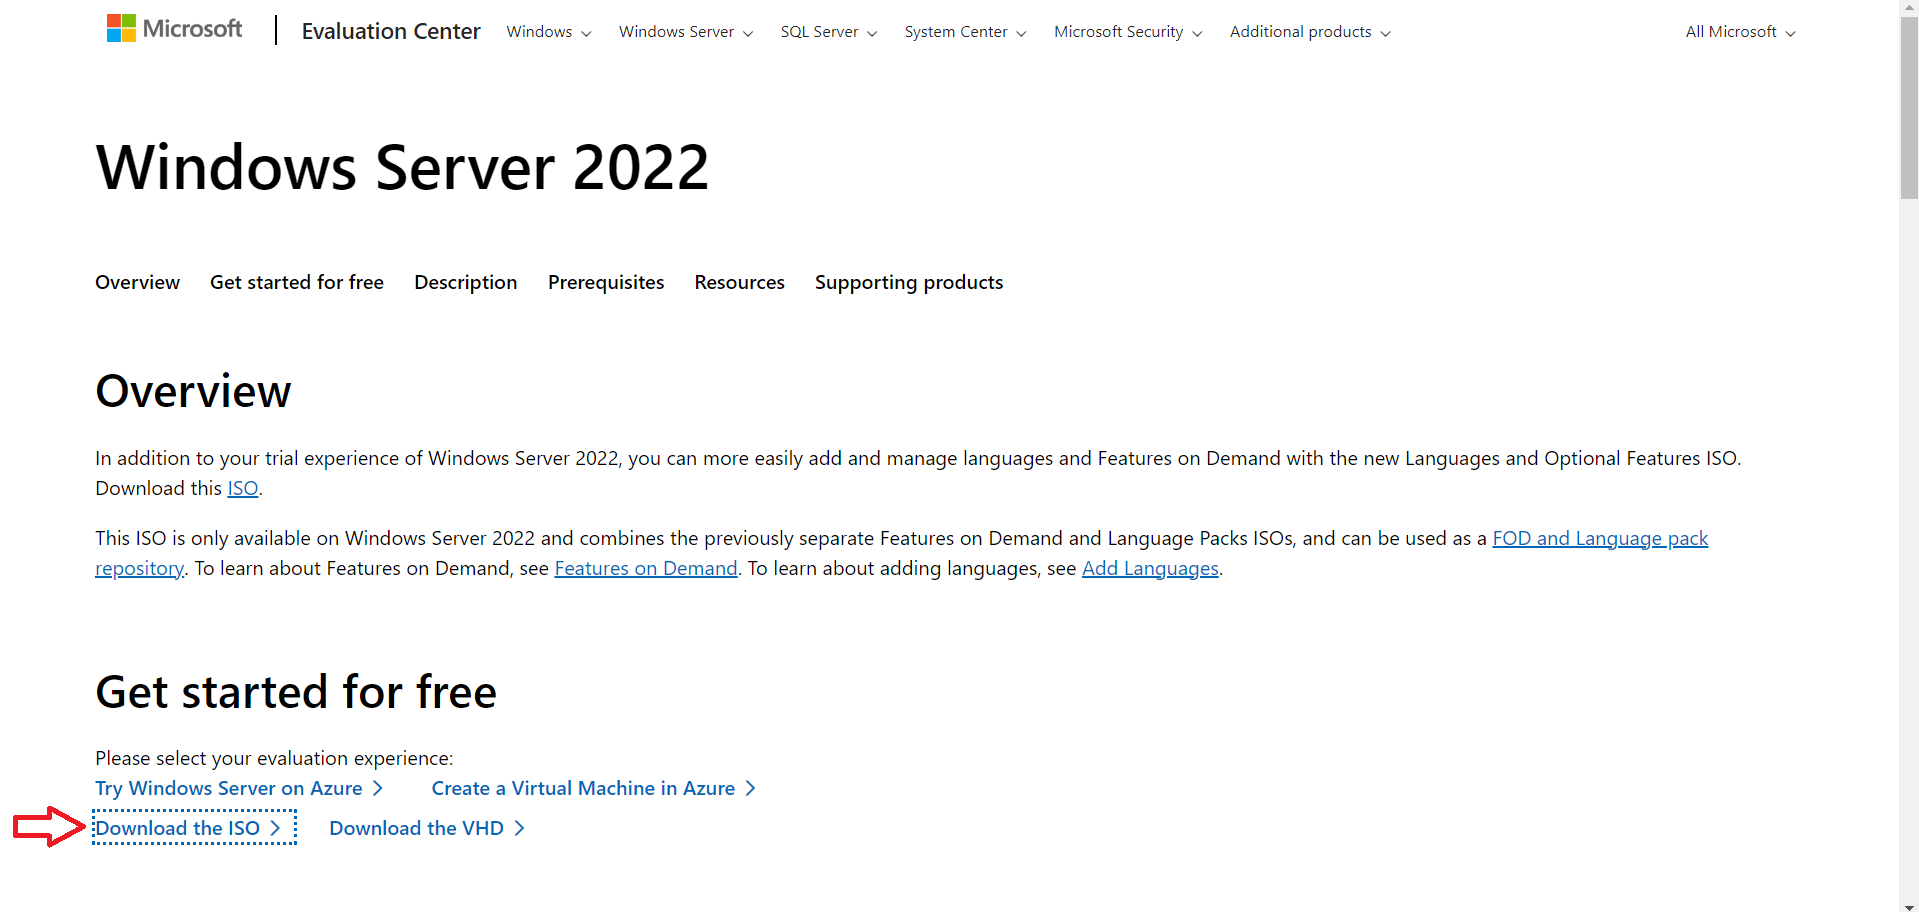 Microsoft
Evaluation Center
Windows
Windows Server
SQL Server
System Center
Microsoft Security
Additional products
All Microsoft
Windows Server 2022
Overview
Get started for free
Description
Prerequisites
Resources
Supporting products
Overview
In addition to your trial experience of Windows Server 2022, you can more easily add and manage languages and Features on Demand with the new Languages and Optional Features ISO.
Download this ISO.
This ISO is only available on Windows Server 2022 and combines the previously separate Features on Demand and Language Packs ISOs, and can be used as a FOD and Language pack
repository. To learn about Features on Demand, see Features on Demand. To learn about adding languages, see Add Languages.
Get started for free
Please select your evaluation experience:
Try Windows Server on Azure
Create a Virtual Machine in Azure
Download the ISO
Download the VHD